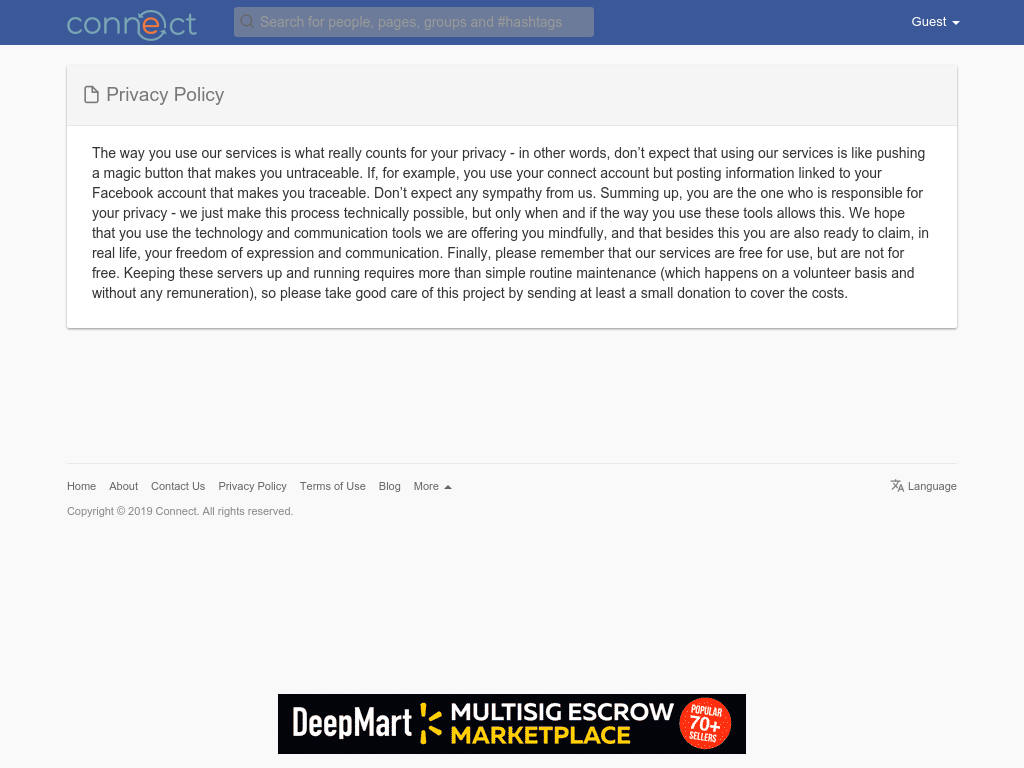 connect
Search for people, pages, groups and #hashtags
Guest
Privacy Policy
The way you use our services is what really counts for your privacy - in other words, don’t expect that using our services is like pushing
a magic button that makes you untraceable. If, for example, you use your connect account but posting information linked to your
Facebook account that makes you traceable. Don’t expect any sympathy from us. Summing up, you are the one who is responsible for
your privacy - we just make this process technically possible, but only when and if the way you use these tools allows this. We hope
that you use the technology and communication tools we are offering you mindfully, and that besides this you are also ready to claim, in
real life, your freedom of expression and communication. Finally, please remember that our services are free for use, but are not for
free. Keeping these servers up and running requires more than simple routine maintenance (which happens on a volunteer basis and
without any remuneration), so please take good care of this project by sending at least a small donation to cover the costs.
Home About Contact Us Privacy Policy Terms of Use Blog More
Language
Copyright © 2019 Connect. All rights reserved.
DeepMart
MULTISIG ESCROW
MARKETPLACE
POPULAR
70+
SELLERS